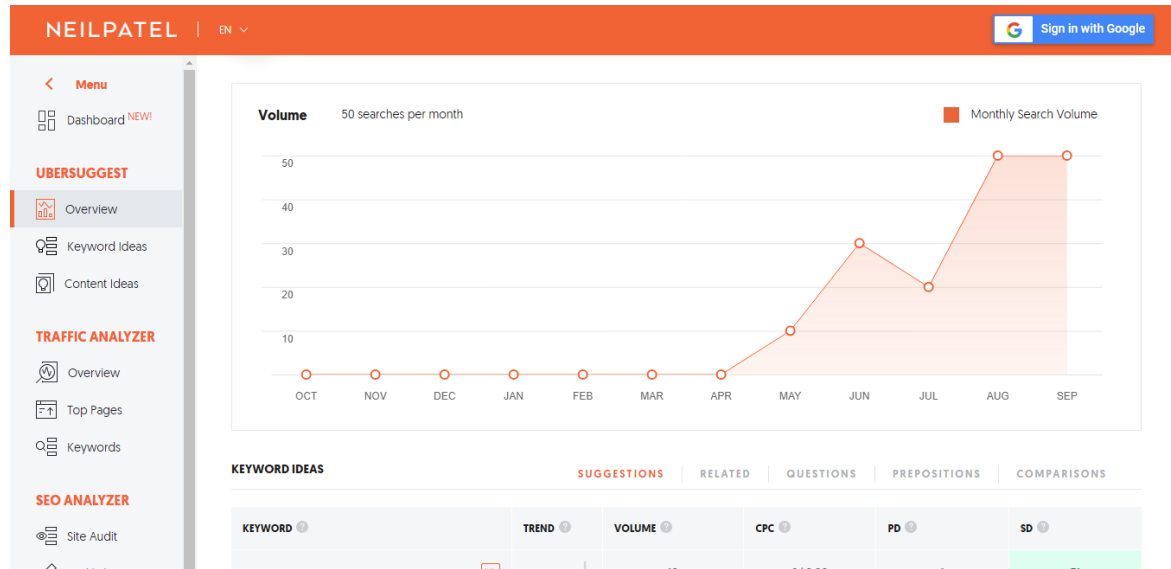 NEILPATEL EN Sign in with Google
Menu
Dashboard NEW!
UBERSUGGEST
Overview
Keyword Ideas
Content Ideas
TRAFFIC ANALYZER
Overview
Top Pages
Keywords
SEO ANALYZER
Site Audit
Volume 50 searches per month Monthly Search Volume
50
40
30
20
10
OCT NOV DEC JAN FEB MAR APR MAY JUN JUL AUG SEP
KEYWORD IDEAS SUGGESTIONS RELATED QUESTIONS PREPOSITIONS COMPARISONS
KEYWORD TREND VOLUME CPC PD SD